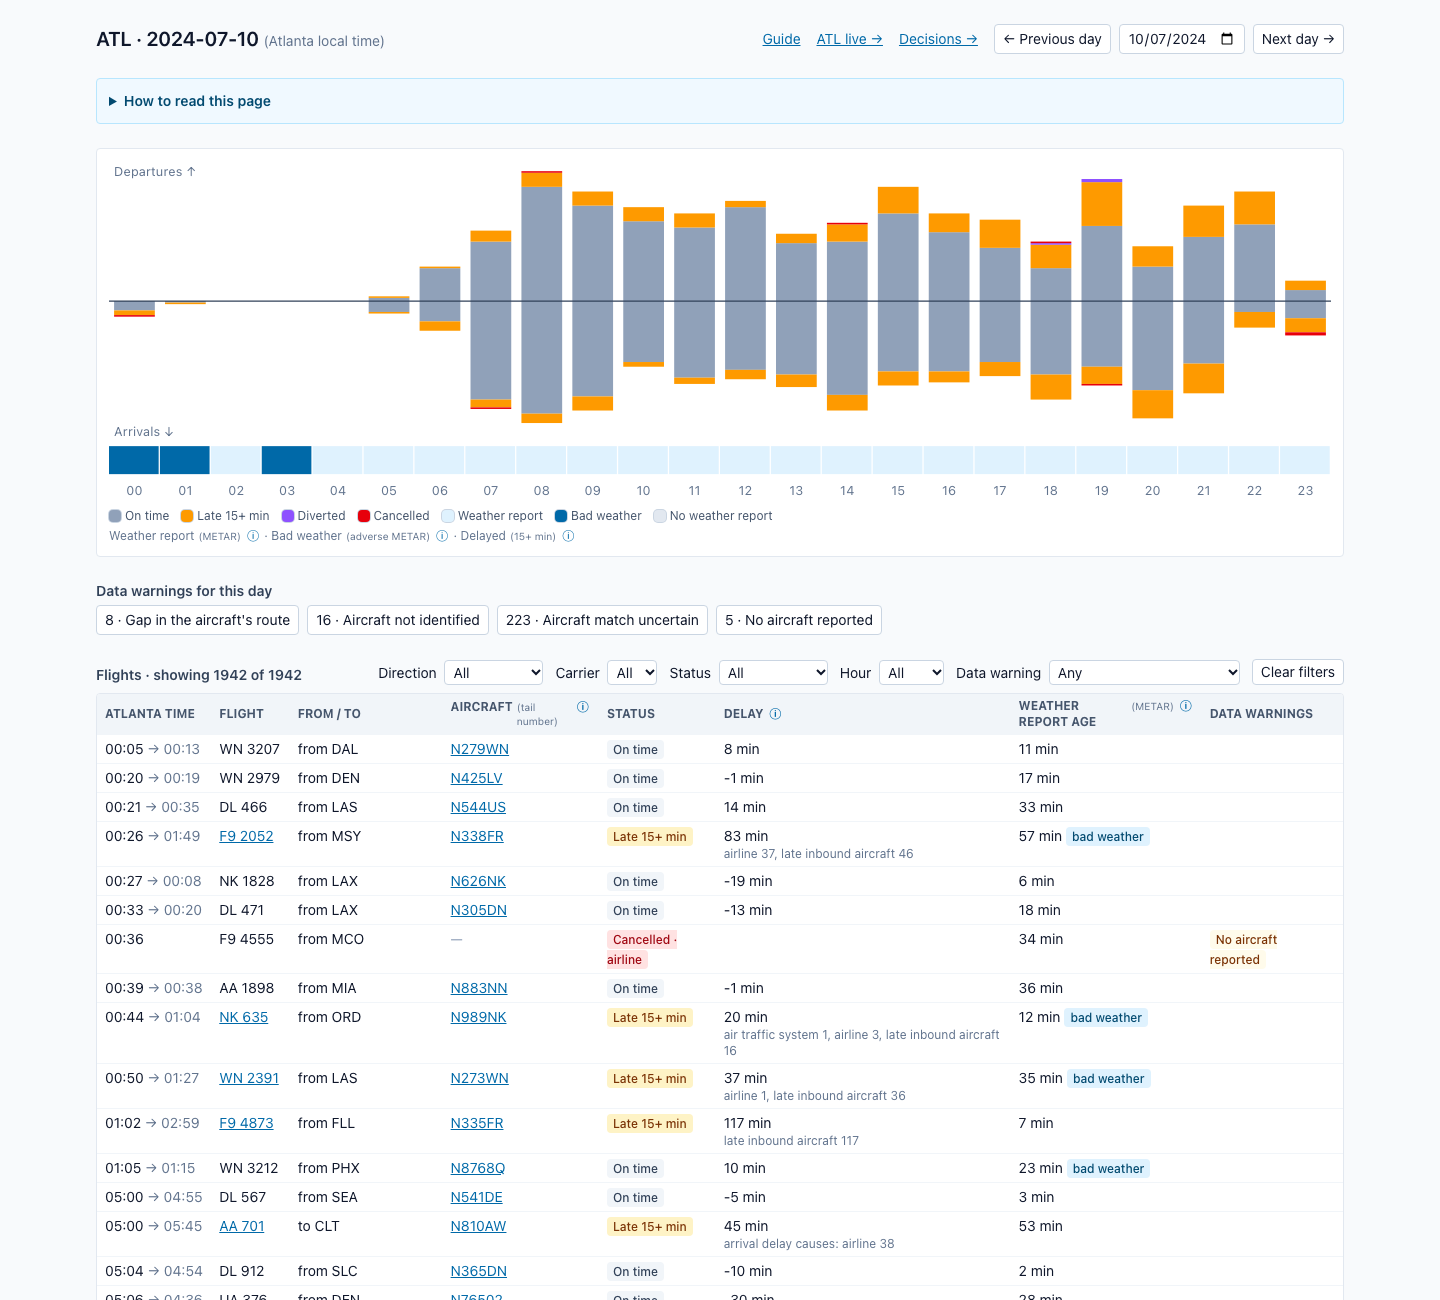 ATL · 2024-07-10 (Atlanta local time)
Guide ATL live → Decisions → ← Previous day 10/07/2024 Next day →
▶ How to read this page
Departures ↑
Arrivals ↓
00 01 02 03 04 05 06 07 08 09 10 11 12 13 14 15 16 17 18 19 20 21 22 23
On time Late 15+ min Diverted Cancelled Weather report Bad weather No weather report
Weather report (METAR) ⓘ · Bad weather (adverse METAR) ⓘ · Delayed (15+ min) ⓘ
Data warnings for this day
8 · Gap in the aircraft's route 16 · Aircraft not identified 223 · Aircraft match uncertain 5 · No aircraft reported
Flights · showing 1942 of 1942 Direction All Carrier All Status All Hour All Data warning Any Clear filters
ATLANTA TIME FLIGHT FROM / TO AIRCRAFT (tail number) ⓘ STATUS DELAY ⓘ WEATHER REPORT AGE (METAR) ⓘ DATA WARNINGS
00:05 → 00:13 WN 3207 from DAL N279WN On time 8 min 11 min
00:20 → 00:19 WN 2979 from DEN N425LV On time -1 min 17 min
00:21 → 00:35 DL 466 from LAS N544US On time 14 min 33 min
00:26 → 01:49 F9 2052 from MSY N338FR Late 15+ min 83 min 57 min bad weather
airline 37, late inbound aircraft 46
00:27 → 00:08 NK 1828 from LAX N626NK On time -19 min 6 min
00:33 → 00:20 DL 471 from LAX N305DN On time -13 min 18 min
00:36 F9 4555 from MCO — Cancelled · airline 34 min No aircraft reported
00:39 → 00:38 AA 1898 from MIA N883NN On time -1 min 36 min
00:44 → 01:04 NK 635 from ORD N989NK Late 15+ min 20 min 12 min bad weather
air traffic system 1, airline 3, late inbound aircraft
16
00:50 → 01:27 WN 2391 from LAS N273WN Late 15+ min 37 min 35 min bad weather
airline 1, late inbound aircraft 36
01:02 → 02:59 F9 4873 from FLL N335FR Late 15+ min 117 min 7 min
late inbound aircraft 117
01:05 → 01:15 WN 3212 from PHX N8768Q On time 10 min 23 min bad weather
05:00 → 04:55 DL 567 from SEA N541DE On time -5 min 3 min
05:00 → 05:45 AA 701 to CLT N810AW Late 15+ min 45 min 53 min
arrival delay causes: airline 38
05:04 → 04:54 DL 912 from SLC N365DN On time -10 min 2 min
05:06 → 04:36 UA 376 from DEN N76502 On time -30 min 28 min